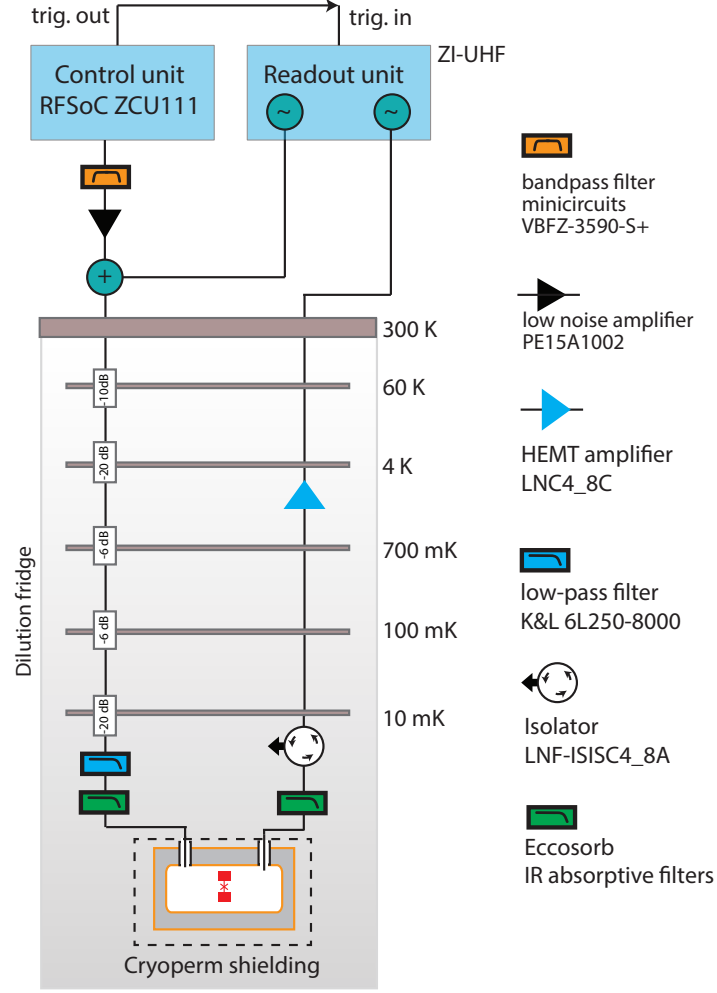 trig. out
trig. in
ZI-UHF
Control unit
RFSoC ZCU111
Readout unit
~
~
+
bandpass filter
minicircuits
VBFZ-3590-S+
low noise amplifier
PE15A1002
HEMT amplifier
LNC4_8C
low-pass filter
K&L 6L250-8000
Isolator
LNF-ISISC4_8A
Eccosorb
IR absorptive filters
300 K
-10dB
60 K
-20 dB
4 K
-6 dB
700 mK
-6 dB
100 mK
-20 dB
10 mK
Dilution fridge
Cryoperm shielding